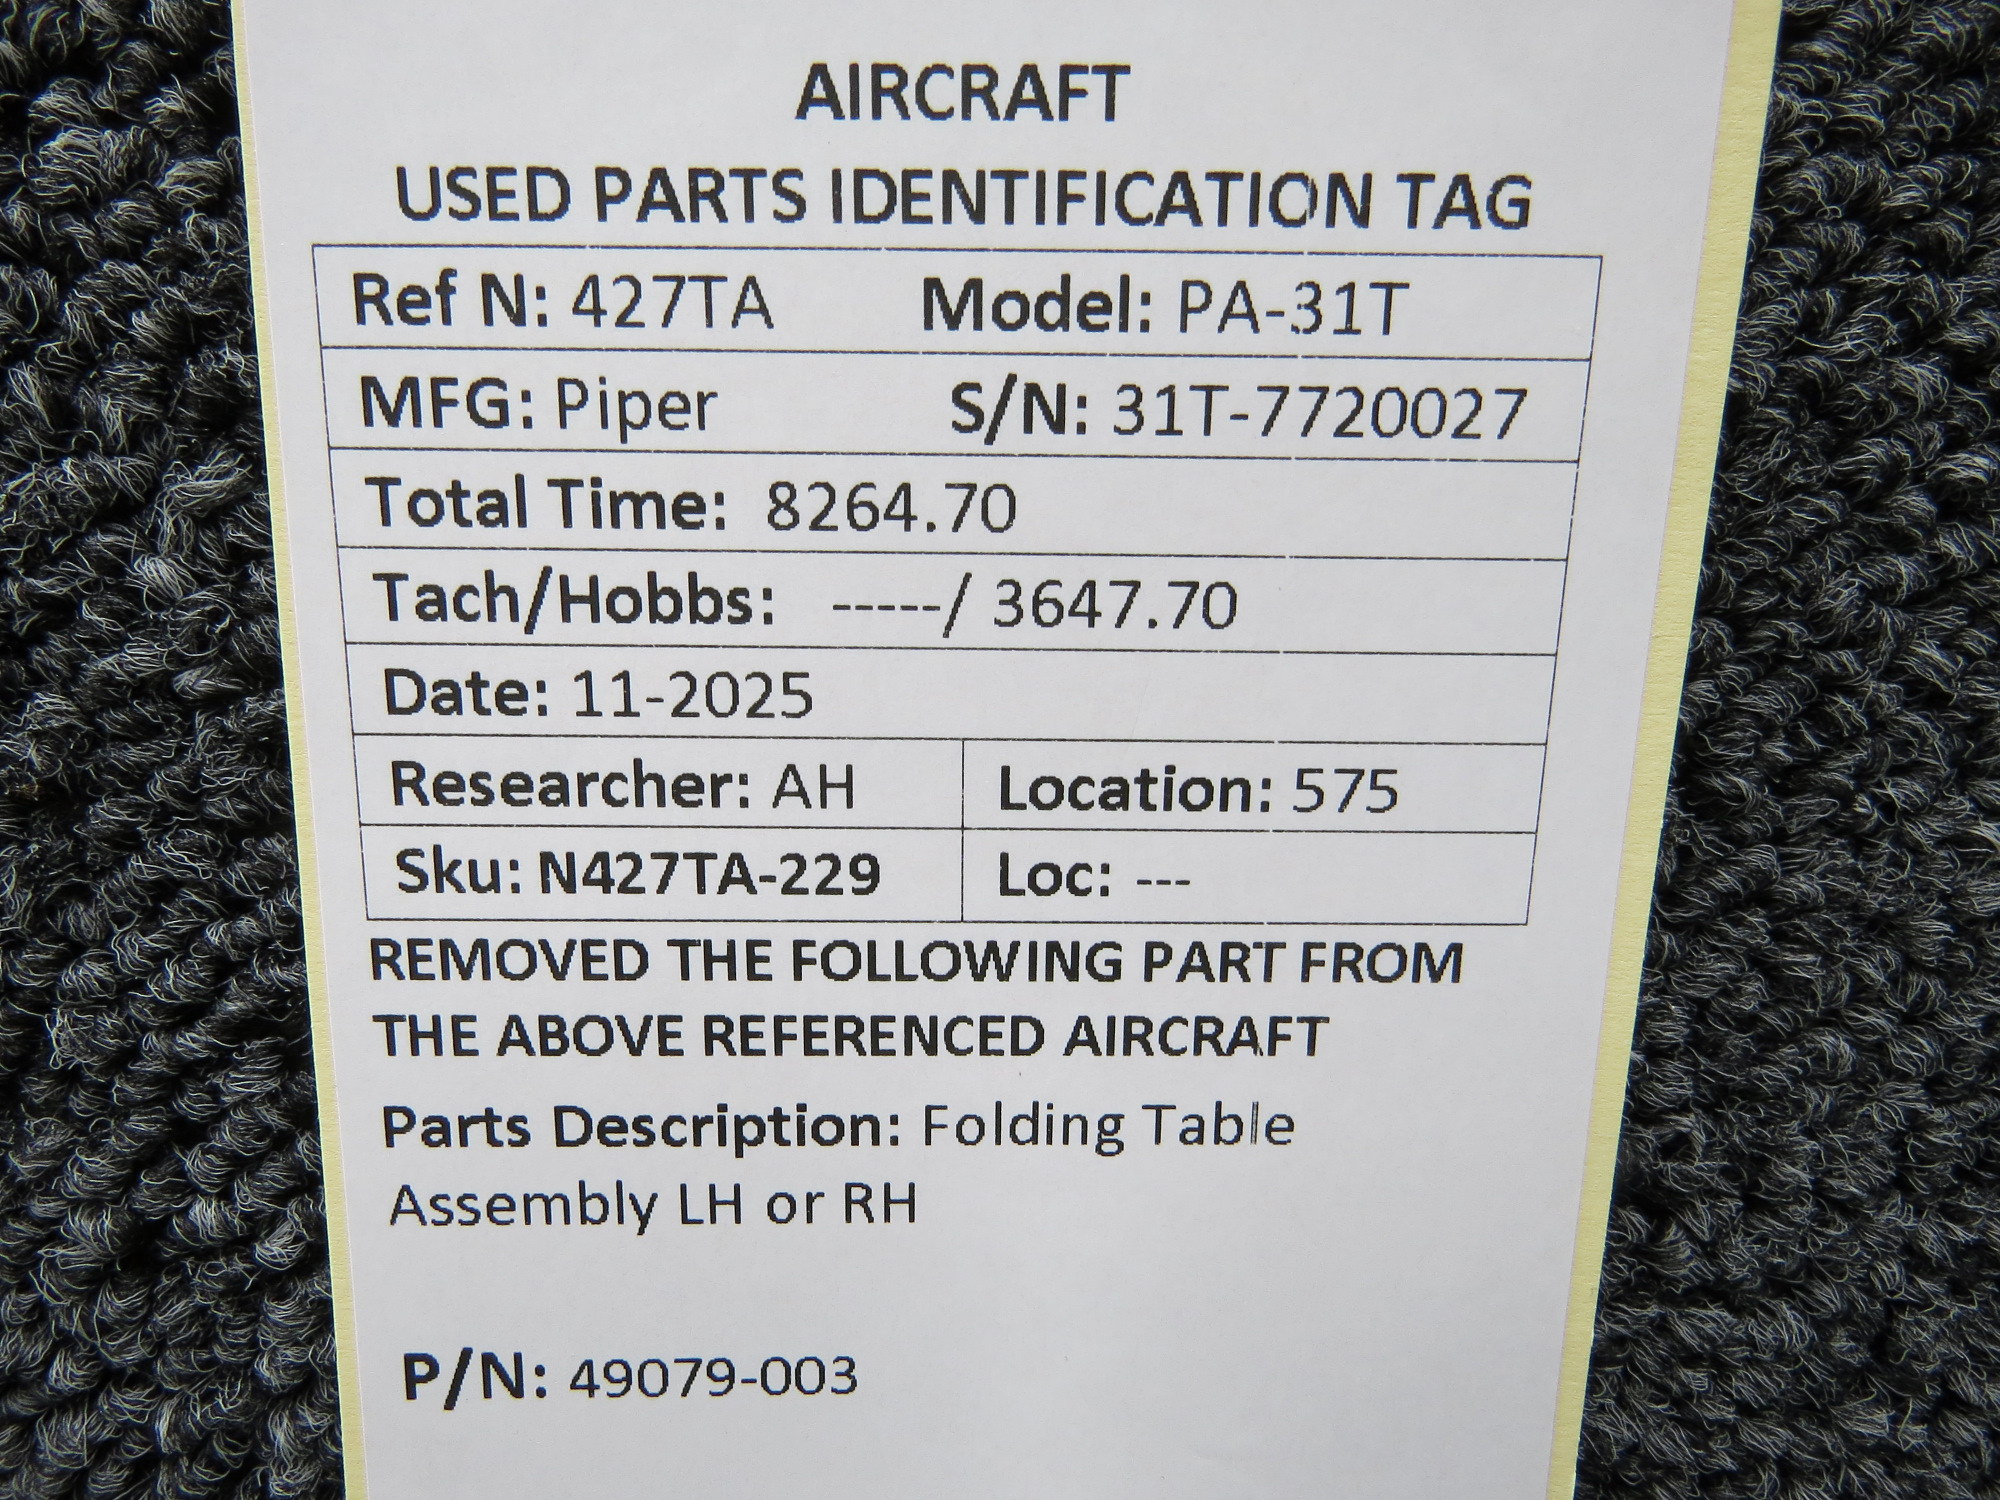 AIRCRAFT
USED PARTS IDENTIFICATION TAG
Ref N: 427TA Model: PA-31T
MFG: Piper S/N: 31T-7720027
Total Time: 8264.70
Tach/Hobbs: -----/ 3647.70
Date: 11-2025
Researcher: AH Location: 575
Sku: N427TA-229 Loc: ---
REMOVED THE FOLLOWING PART FROM
THE ABOVE REFERENCED AIRCRAFT
Parts Description: Folding Table
Assembly LH or RH
P/N: 49079-003